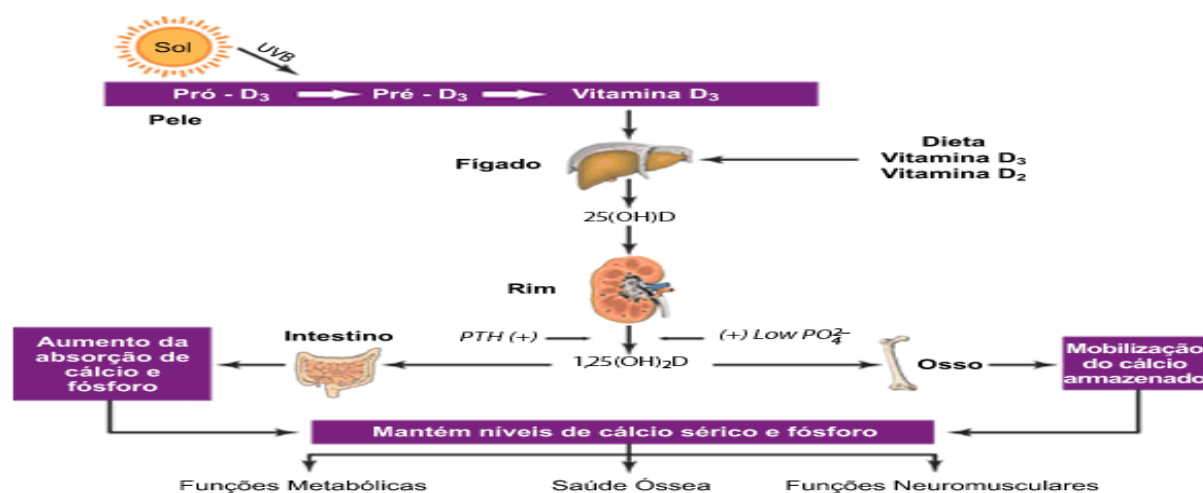 Sol
UVB
Pró - D₃ Pré - D₃ Vitamina D₃
Pele
Fígado
Dieta
Vitamina D₃
Vitamina D₂
25(OH)D
Rim
PTH (+)
(+) Low PO₄²⁻
1,25(OH)₂D
Intestino
Osso
Aumento da
absorção de
cálcio e
fósforo
Mobilização
do cálcio
armazenado
Mantém níveis de cálcio sérico e fósforo
Funções Metabólicas
Saúde Óssea
Funções Neuromusculares